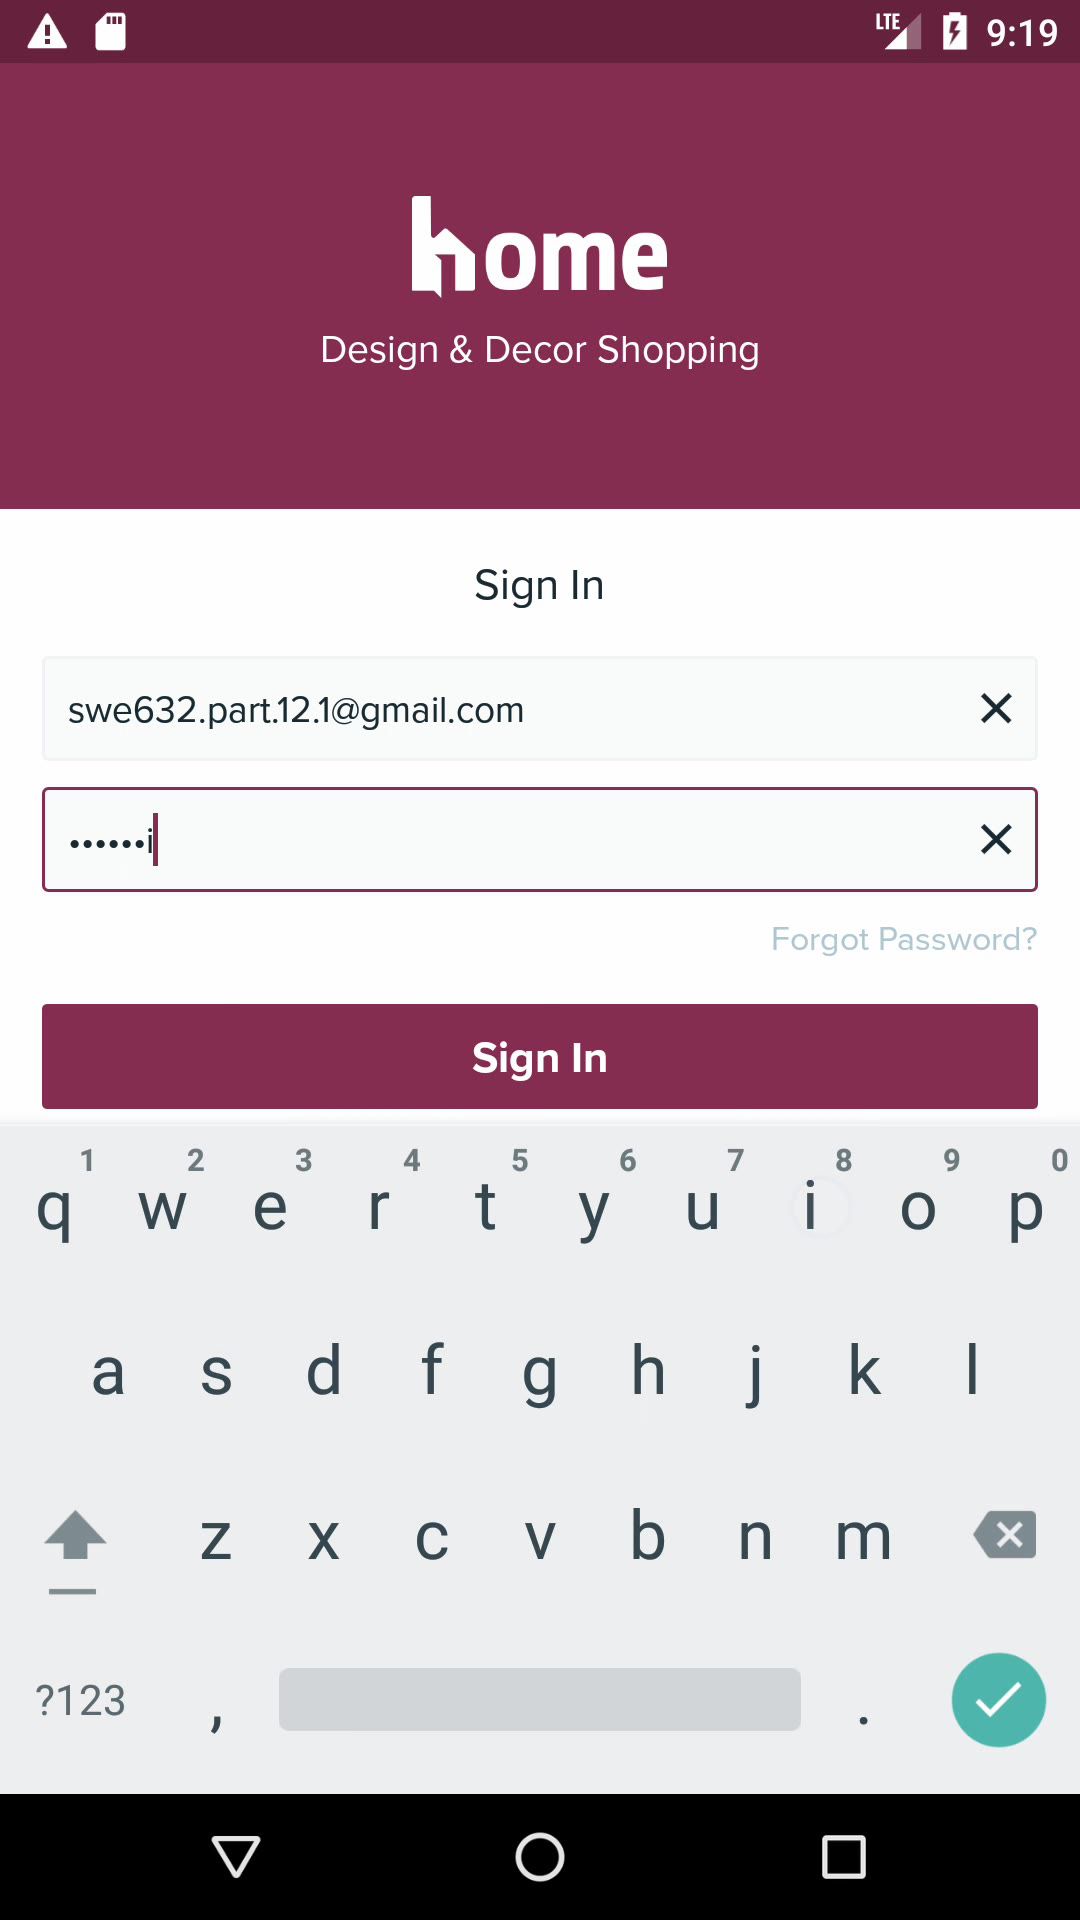 LTE 9:19
home
Design & Decor Shopping
Sign In
swe632.part.12.1@gmail.com
••••••i
Forgot Password?
Sign In
1 2 3 4 5 6 7 8 9 0
q w e r t y u i o p
a s d f g h j k l
z x c v b n m
?123 , .